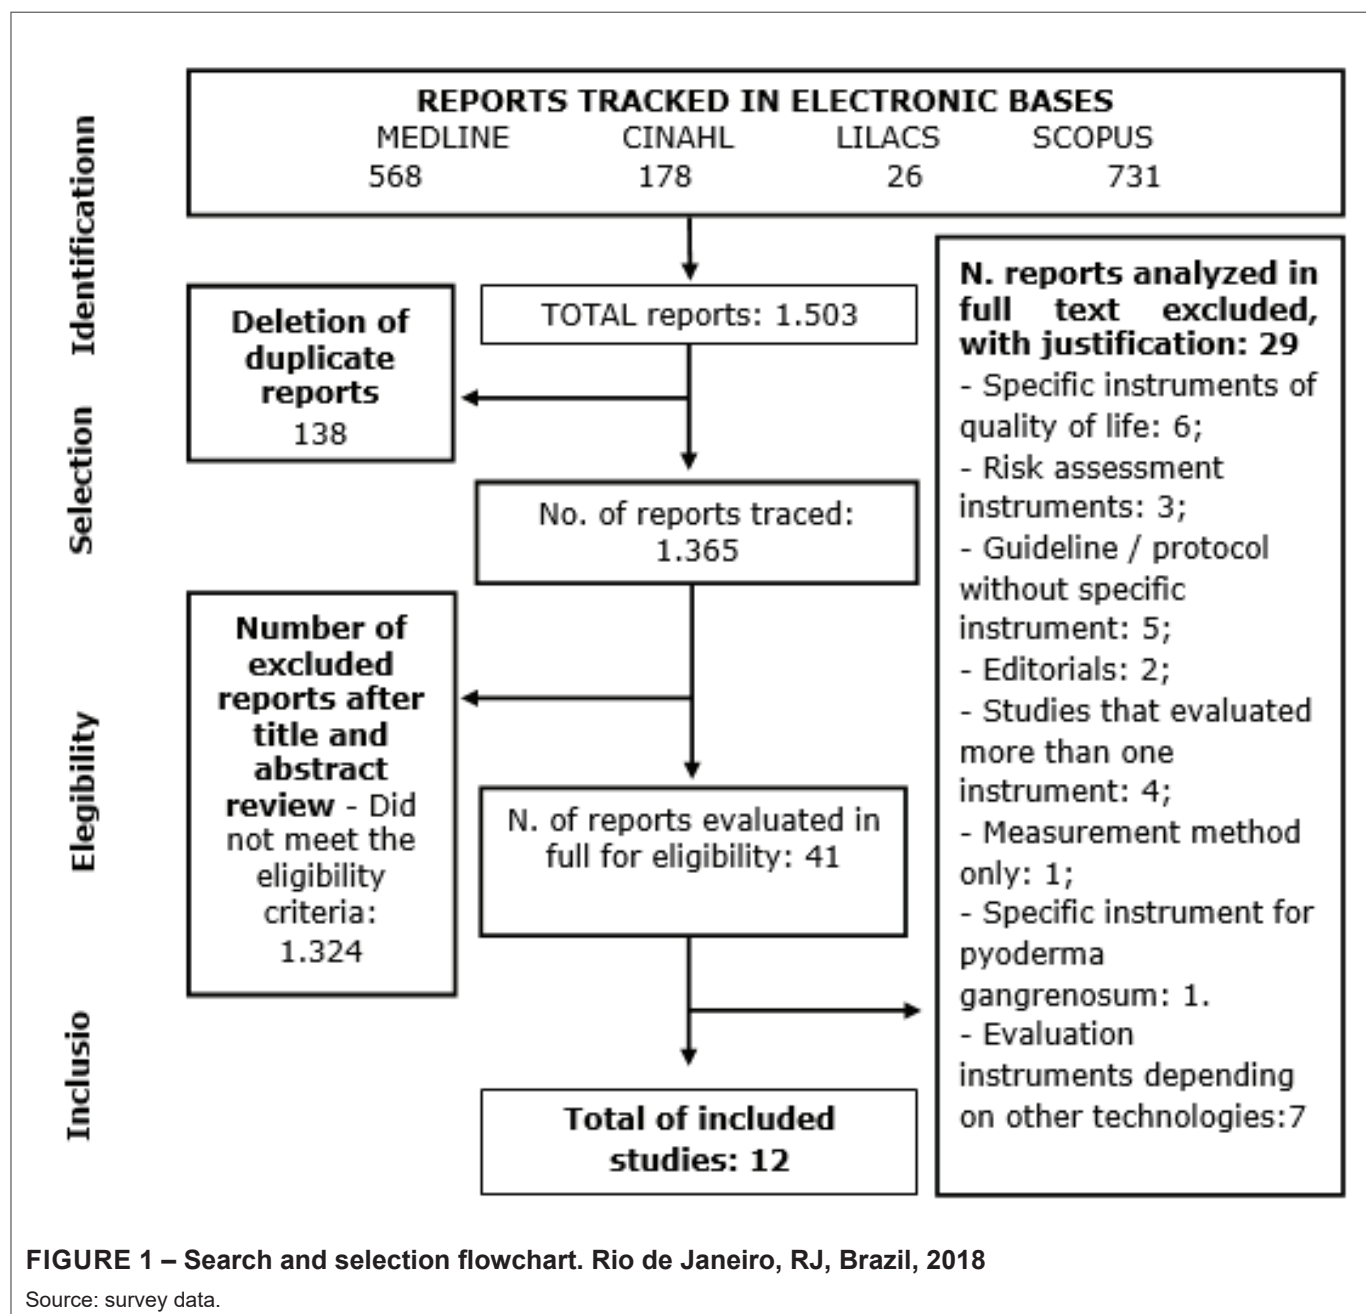 REPORTS TRACKED IN ELECTRONIC BASES
MEDLINE CINAHL LILACS SCOPUS
568 178 26 731
Identificationn
TOTAL reports: 1.503
Deletion of
duplicate
reports
138
Selection
No. of reports traced:
1.365
Number of
excluded
reports after
title and
abstract
review - Did
not meet the
eligibility
criteria:
1.324
Elegibility
N. of reports evaluated in
full for eligibility: 41
N. reports analyzed in
full text excluded,
with justification: 29
- Specific instruments of
quality of life: 6;
- Risk assessment
instruments: 3;
- Guideline / protocol
without specific
instrument: 5;
- Editorials: 2;
- Studies that evaluated
more than one
instrument: 4;
- Measurement method
only: 1;
- Specific instrument for
pyoderma
gangrenosum: 1.
- Evaluation
instruments depending
on other technologies:7
Inclusio
Total of included
studies: 12
FIGURE 1 – Search and selection flowchart. Rio de Janeiro, RJ, Brazil, 2018
Source: survey data.